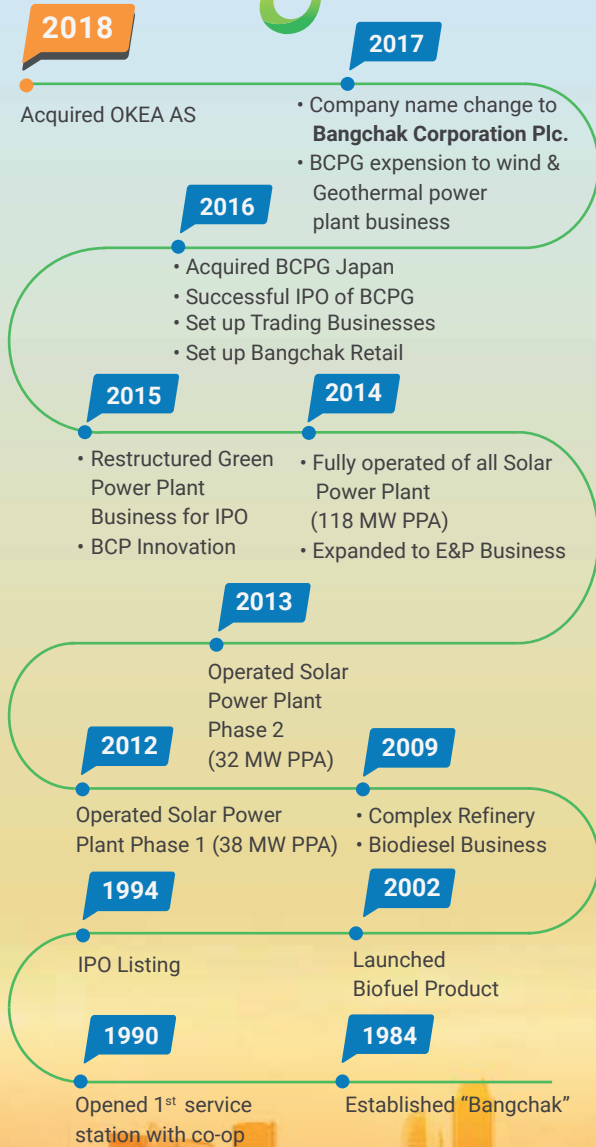 2018
Acquired OKEA AS
2017
• Company name change to
Bangchak Corporation Plc.
• BCPG expension to wind &
Geothermal power
plant business
2016
• Acquired BCPG Japan
• Successful IPO of BCPG
• Set up Trading Businesses
• Set up Bangchak Retail
2015
• Restructured Green
Power Plant
Business for IPO
• BCP Innovation
2014
• Fully operated of all Solar
Power Plant
(118 MW PPA)
• Expanded to E&P Business
2013
Operated Solar
Power Plant
Phase 2
(32 MW PPA)
2012
Operated Solar Power
Plant Phase 1 (38 MW PPA)
2009
• Complex Refinery
• Biodiesel Business
1994
IPO Listing
2002
Launched
Biofuel Product
1990
Opened 1st service
station with co-op
1984
Established “Bangchak”